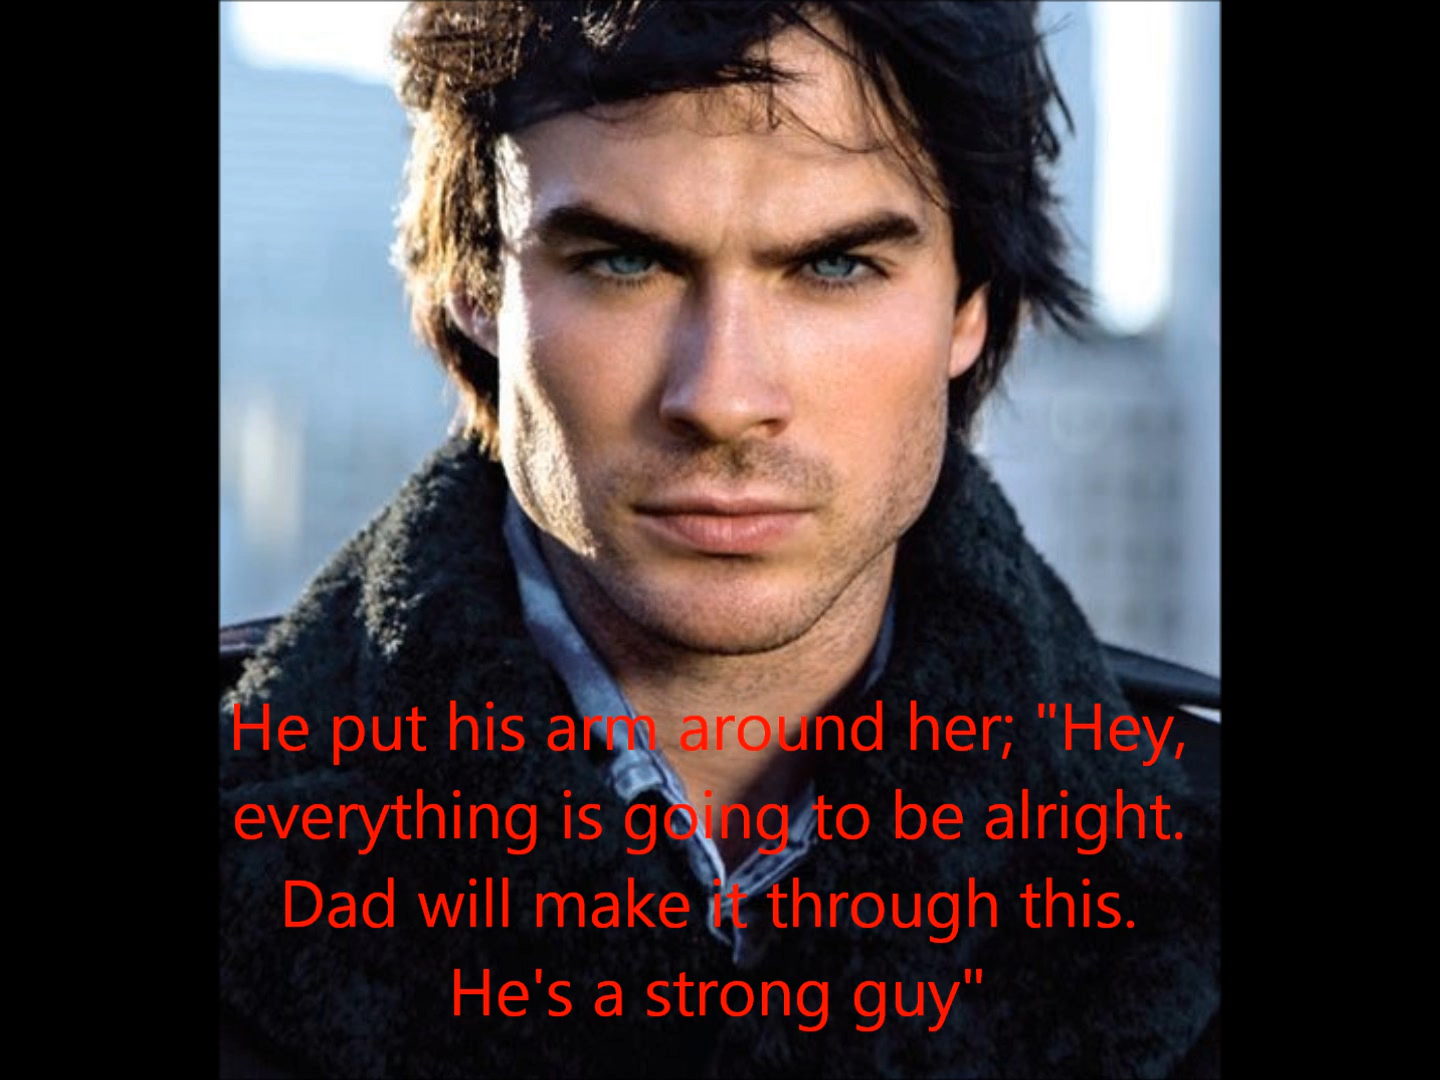 He put his arm around her; "Hey,
everything is going to be alright.
Dad will make it through this.
He's a strong guy"